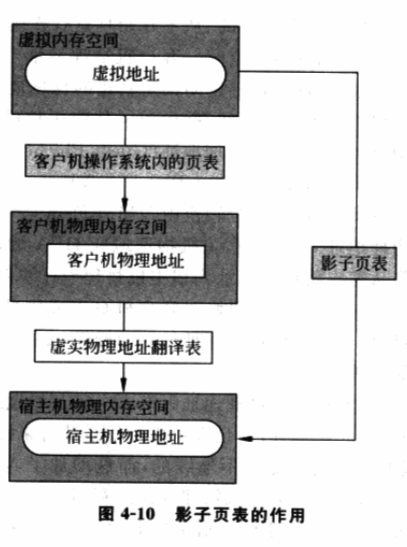 虚拟内存空间
虚拟地址
客户机操作系统内的页表
客户机物理内存空间
客户机物理地址
影子页表
虚实物理地址翻译表
宿主机物理内存空间
宿主机物理地址
图 4-10 影子页表的作用